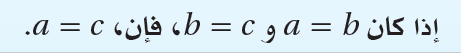 إذا كان a = b و b = c، فإن، a = c.